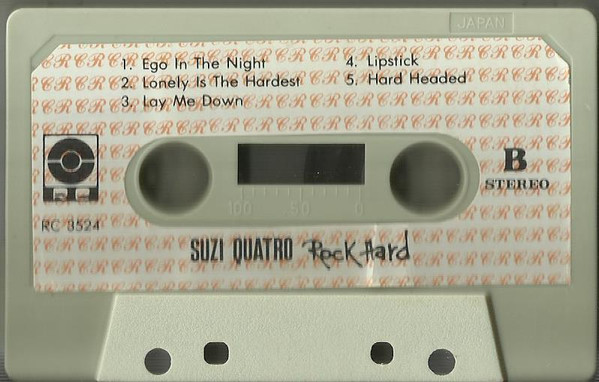 JAPAN
1. Ego In The Night
2. Lonely Is The Hardest
3. Lay Me Down
4. Lipstick
5. Hard Headed
B
STEREO
RC
RC 3524
100 50 0
SUZI QUATRO Rock Hard